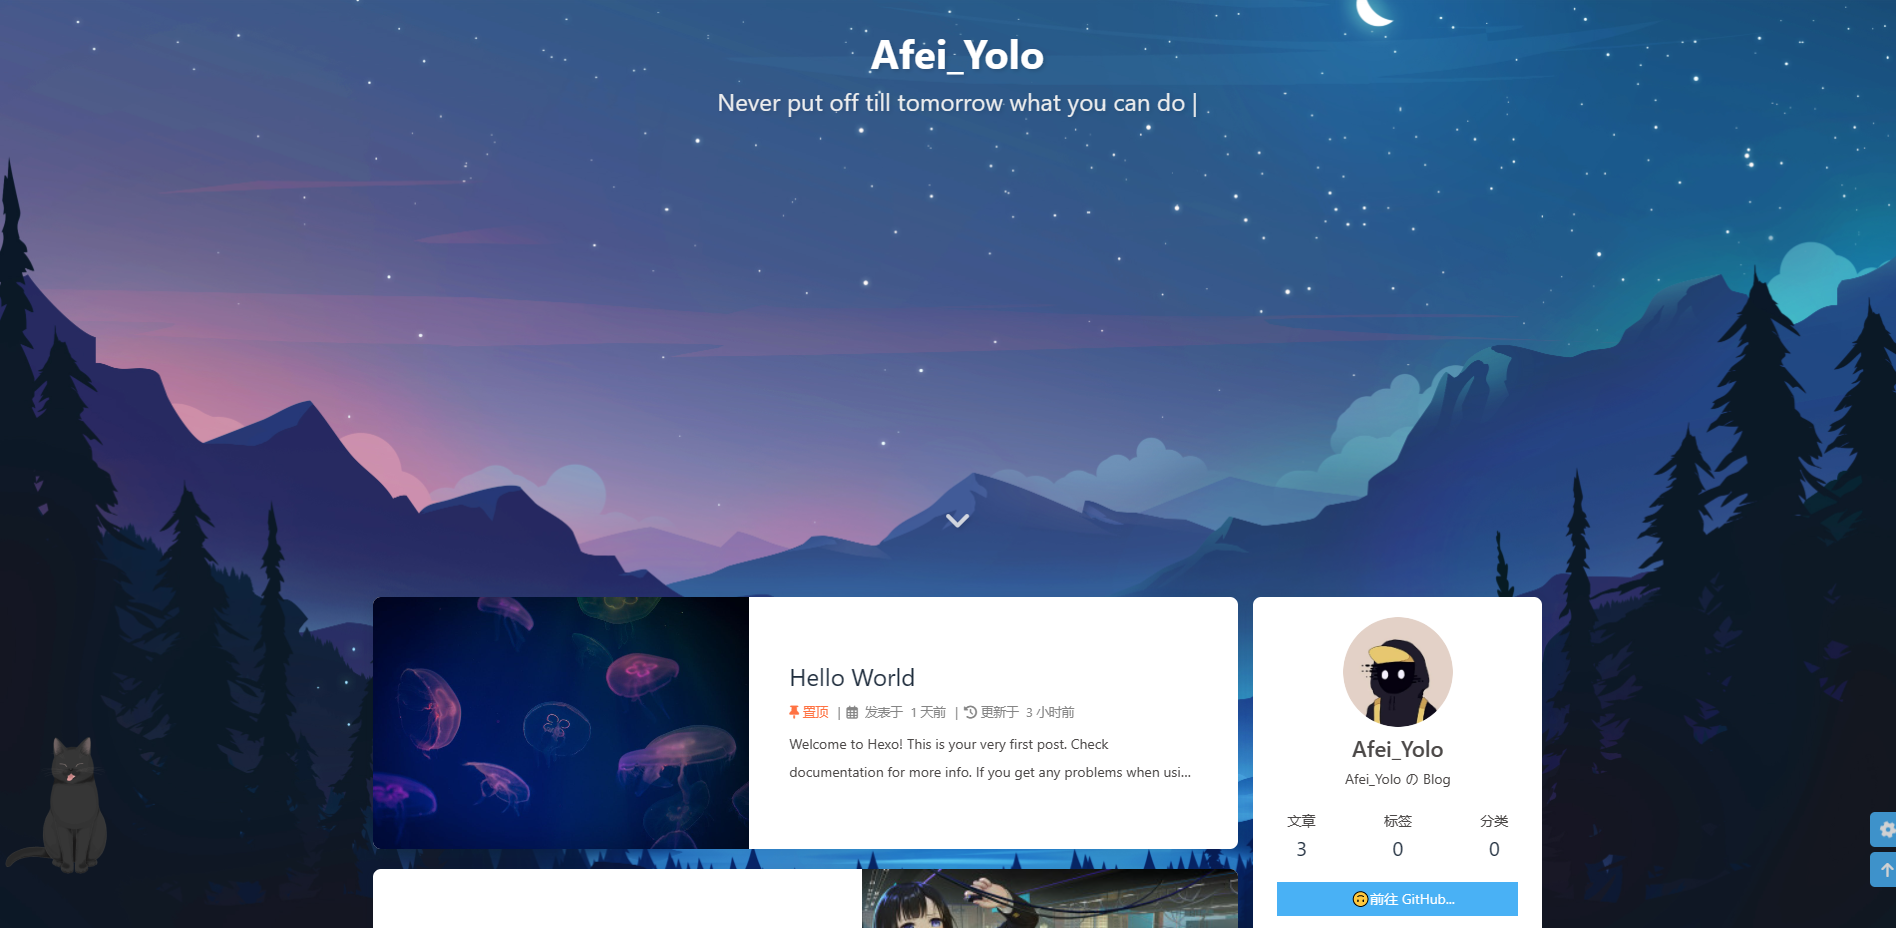 Afei_Yolo
Never put off till tomorrow what you can do |
Hello World
置顶 | 发表于 1 天前 | 更新于 3 小时前
Welcome to Hexo! This is your very first post. Check
documentation for more info. If you get any problems when usi...
Afei_Yolo
Afei_Yolo の Blog
文章 标签 分类
3 0 0
前往 GitHub...